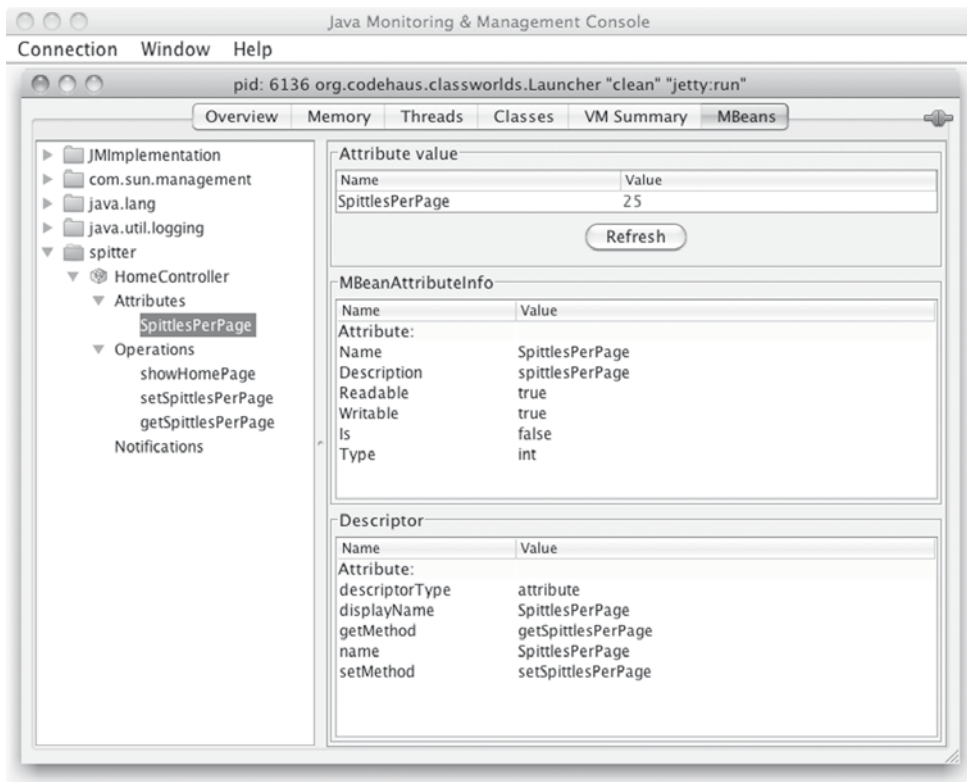 Java Monitoring & Management Console
Connection Window Help
pid: 6136 org.codehaus.classworlds.Launcher "clean" "jetty:run"
Overview Memory Threads Classes VM Summary MBeans
JMImplementation
com.sun.management
java.lang
java.util.logging
spitter
HomeController
Attributes
SpittlesPerPage
Operations
showHomePage
setSpittlesPerPage
getSpittlesPerPage
Notifications
Attribute value
Name Value
SpittlesPerPage 25
Refresh
MBeanAttributeInfo
Name Value
Attribute:
Name SpittlesPerPage
Description spittlesPerPage
Readable true
Writable true
Is false
Type int
Descriptor
Name Value
Attribute:
descriptorType attribute
displayName SpittlesPerPage
getMethod getSpittlesPerPage
name SpittlesPerPage
setMethod setSpittlesPerPage